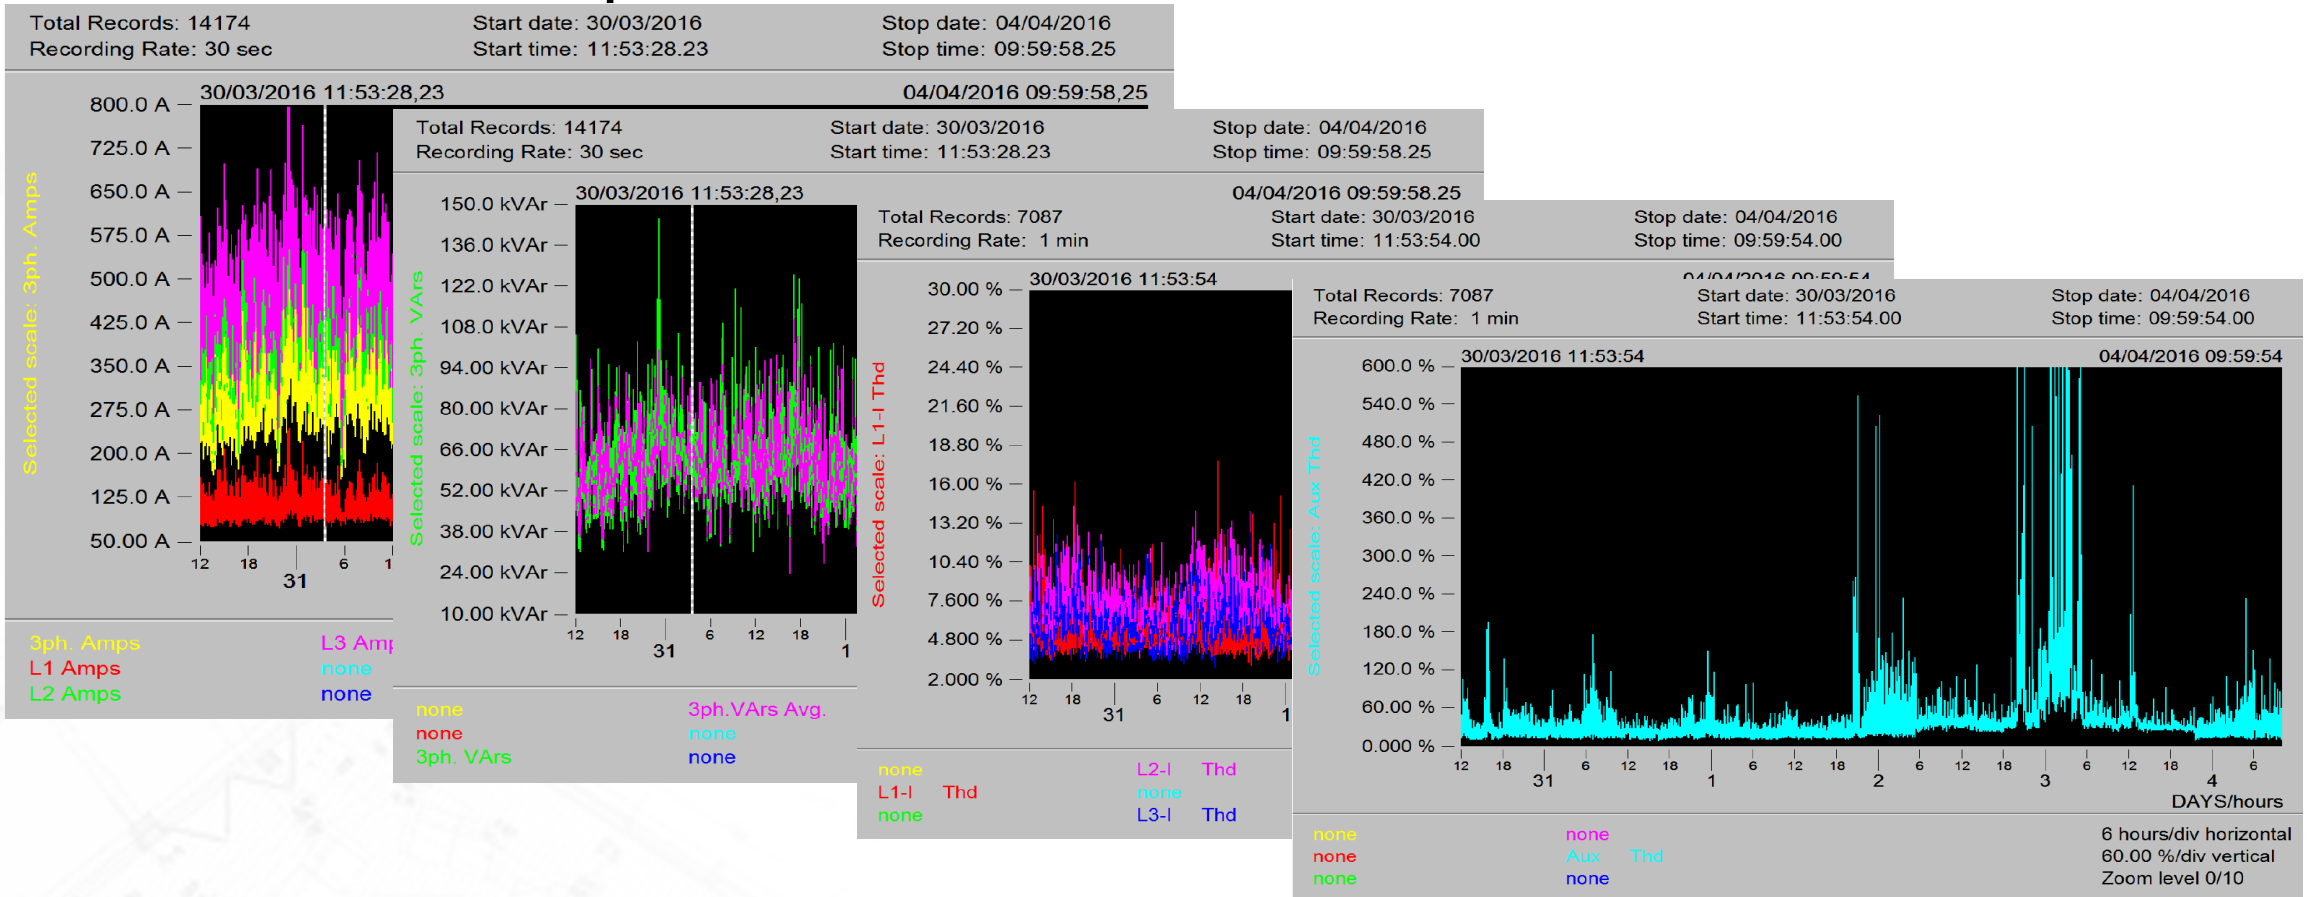 Total Records: 14174 Start date: 30/03/2016 Stop date: 04/04/2016
Recording Rate: 30 sec Start time: 11:53:28.23 Stop time: 09:59:58.25
30/03/2016 11:53:28,23 04/04/2016 09:59:58,25
Selected scale: 3ph. Amps
800.0 A
725.0 A
650.0 A
575.0 A
500.0 A
425.0 A
350.0 A
275.0 A
200.0 A
125.0 A
50.00 A
12 18 6 1
31
3ph. Amps L3 Amp
L1 Amps none
L2 Amps none
Total Records: 14174 Start date: 30/03/2016 Stop date: 04/04/2016
Recording Rate: 30 sec Start time: 11:53:28.23 Stop time: 09:59:58.25
30/03/2016 11:53:28,23 04/04/2016 09:59:58.25
Selected scale: 3ph. VArs
150.0 kVAr
136.0 kVAr
122.0 kVAr
108.0 kVAr
94.00 kVAr
80.00 kVAr
66.00 kVAr
52.00 kVAr
38.00 kVAr
24.00 kVAr
10.00 kVAr
12 18 6 12 18
31 1
none 3ph.VArs Avg.
none none
3ph. VArs none
Total Records: 7087 Start date: 30/03/2016 Stop date: 04/04/2016
Recording Rate: 1 min Start time: 11:53:54.00 Stop time: 09:59:54.00
30/03/2016 11:53:54 04/04/2016 09:59:54
Selected scale: L1-I Thd
30.00 %
27.20 %
24.40 %
21.60 %
18.80 %
16.00 %
13.20 %
10.40 %
7.600 %
4.800 %
2.000 %
12 18 6 12 18
31 1
none L2-I Thd
L1-I Thd none
none L3-I Thd
Total Records: 7087 Start date: 30/03/2016 Stop date: 04/04/2016
Recording Rate: 1 min Start time: 11:53:54.00 Stop time: 09:59:54.00
30/03/2016 11:53:54 04/04/2016 09:59:54
Selected scale: Aux Thd
600.0 %
540.0 %
480.0 %
420.0 %
360.0 %
300.0 %
240.0 %
180.0 %
120.0 %
60.00 %
0.000 %
12 18 6 12 18 6 12 18 6 12 18 6 12 18 6
31 1 2 3 4
DAYS/hours
none none 6 hours/div horizontal
none Aux Thd 60.00 %/div vertical
none none Zoom level 0/10